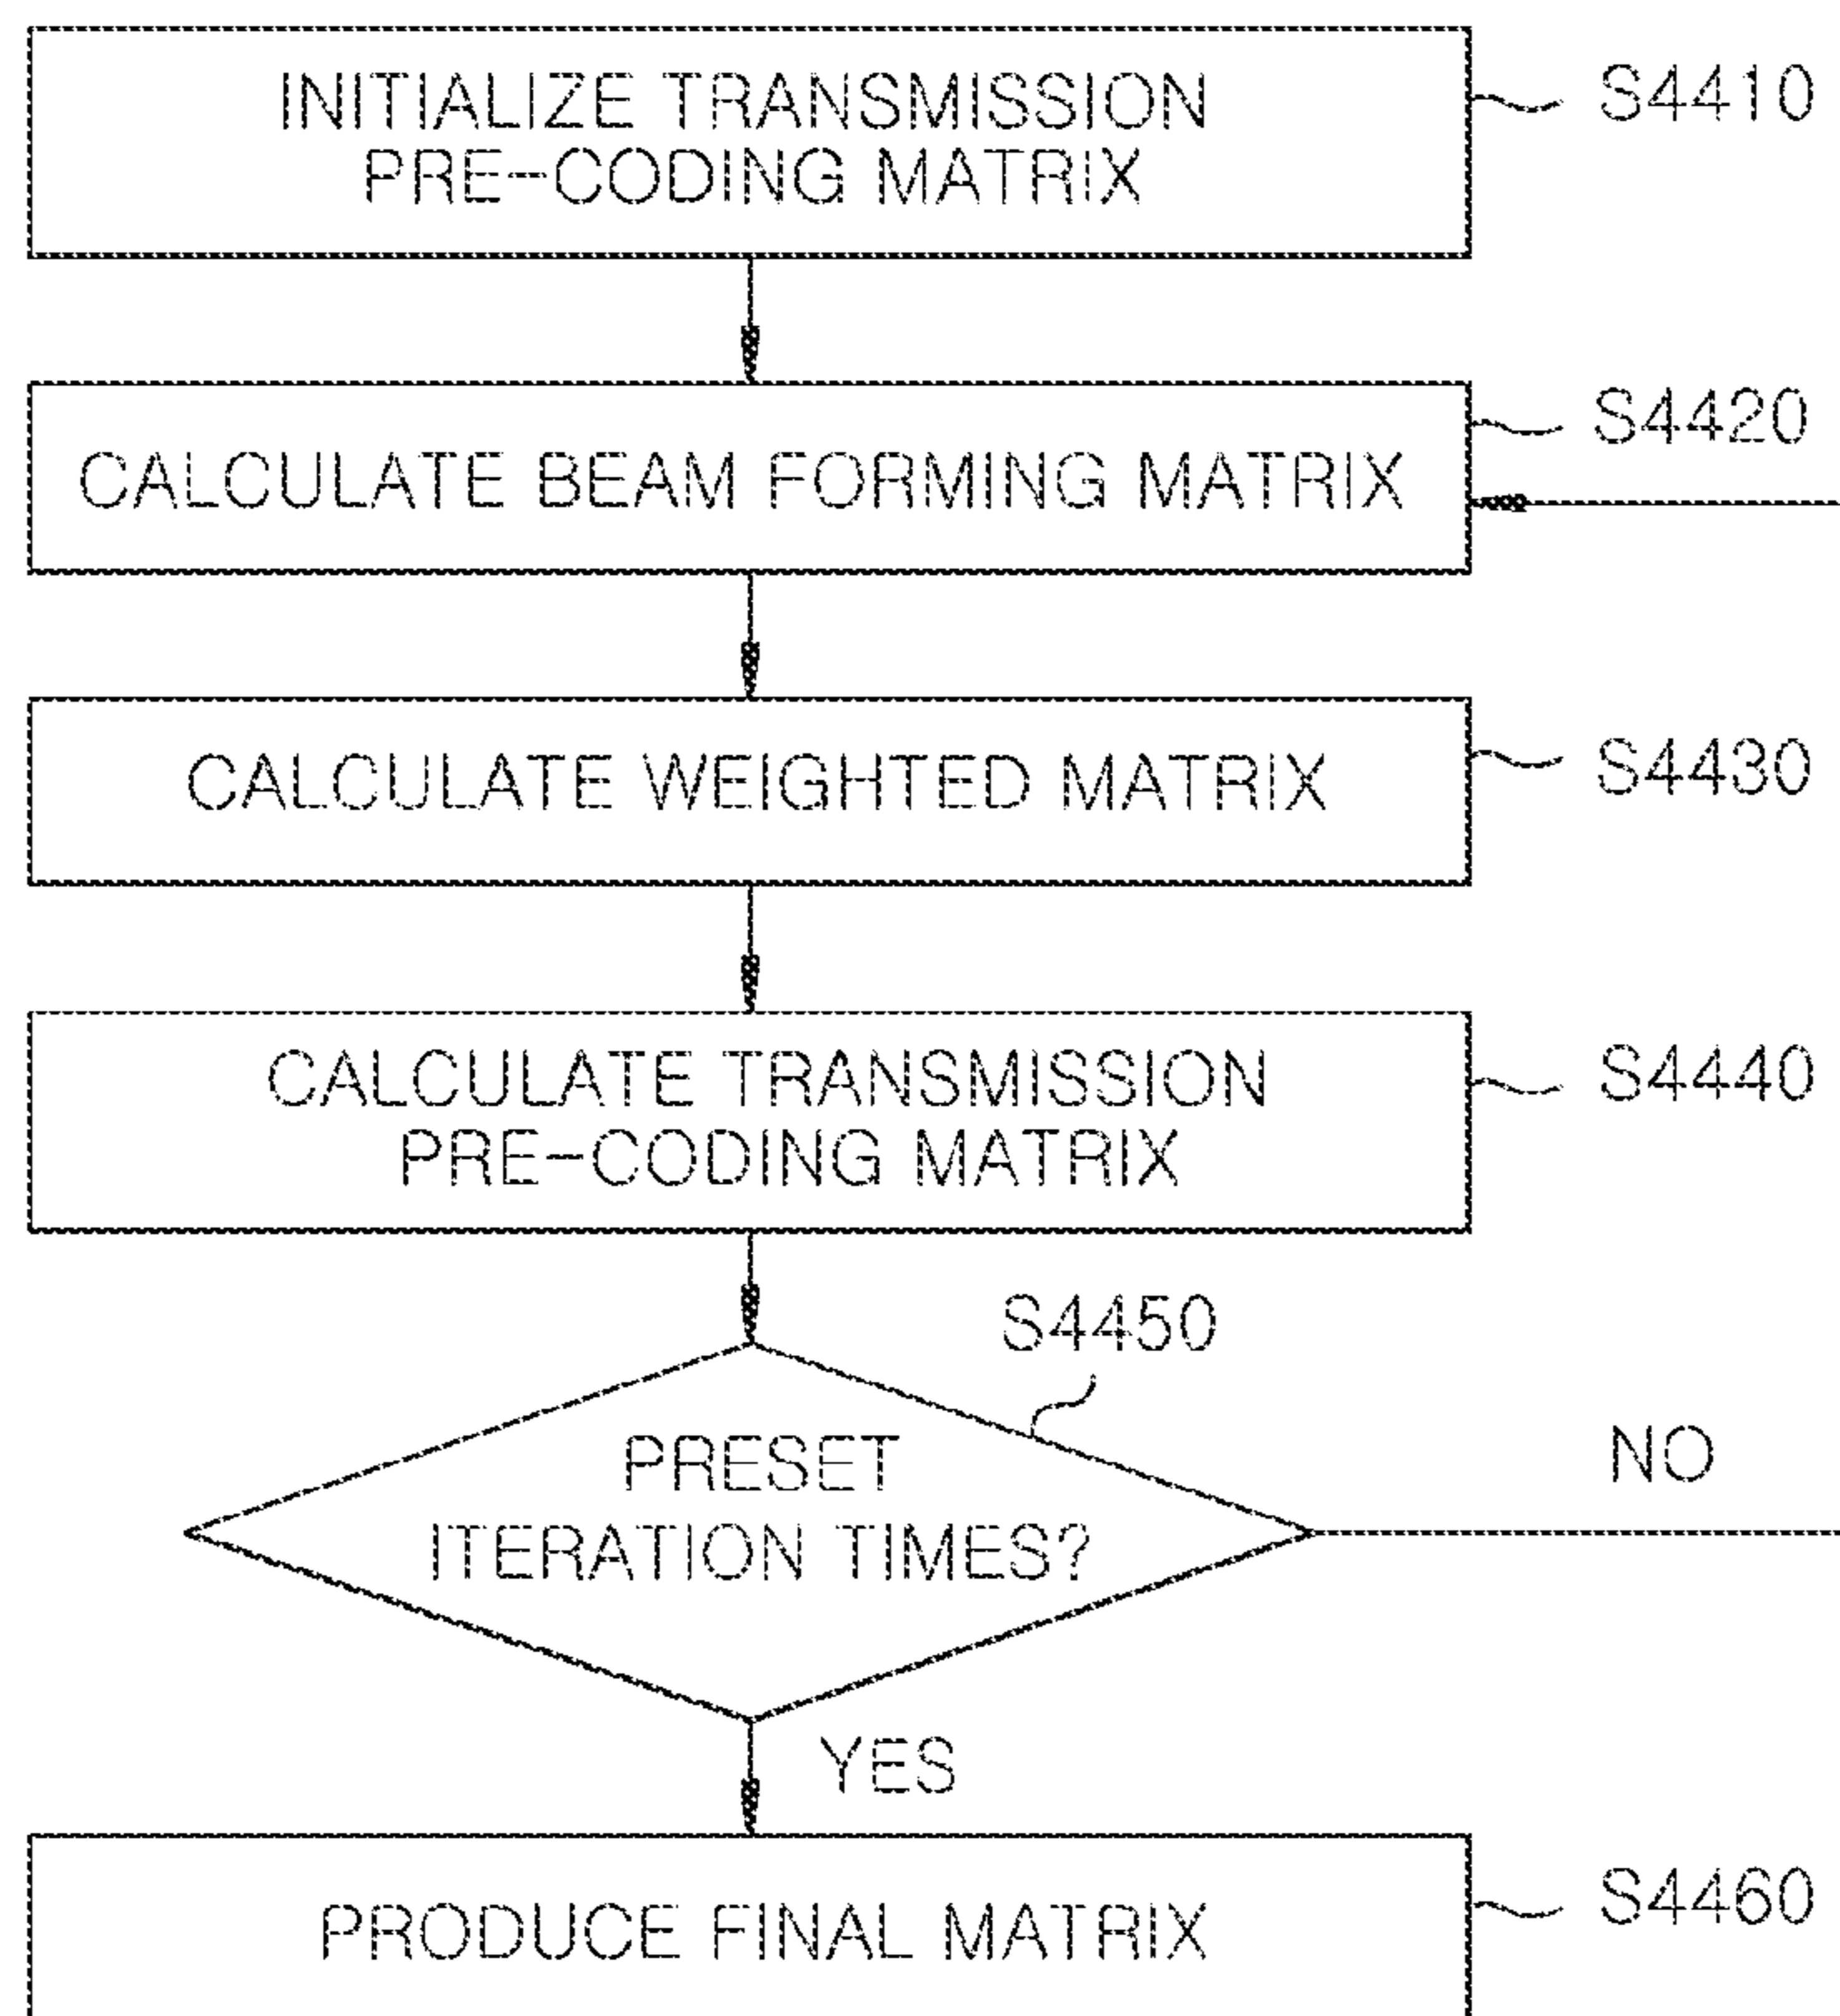 INITIALIZE TRANSMISSION
PRE-CODING MATRIX
S4410
CALCULATE BEAM FORMING MATRIX
S4420
CALCULATE WEIGHTED MATRIX
S4430
CALCULATE TRANSMISSION
PRE-CODING MATRIX
S4440
S4450
PRESET
ITERATION TIMES?
NO
YES
PRODUCE FINAL MATRIX
S4460